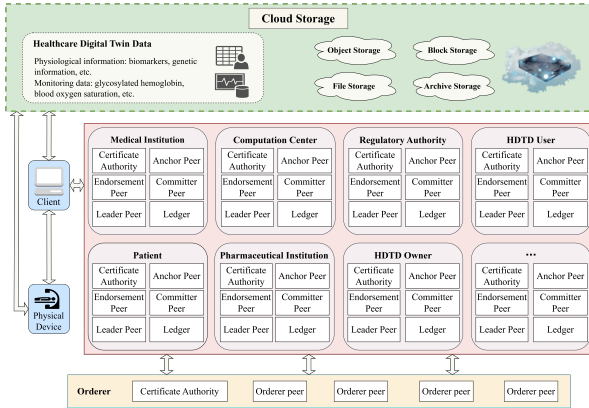 Cloud Storage
Healthcare Digital Twin Data
Physiological information: biomarkers, genetic
information, etc.
Monitoring data: glycosylated hemoglobin,
blood oxygen saturation, etc.
Object Storage
Block Storage
File Storage
Archive Storage
Client
Physical
Device
Medical Institution
Certificate
Authority
Anchor Peer
Endorsement
Peer
Committer
Peer
Leader Peer
Ledger
Computation Center
Certificate
Authority
Anchor Peer
Endorsement
Peer
Committer
Peer
Leader Peer
Ledger
Regulatory Authority
Certificate
Authority
Anchor Peer
Endorsement
Peer
Committer
Peer
Leader Peer
Ledger
HDTD User
Certificate
Authority
Anchor Peer
Endorsement
Peer
Committer
Peer
Leader Peer
Ledger
Patient
Certificate
Authority
Anchor Peer
Endorsement
Peer
Committer
Peer
Leader Peer
Ledger
Pharmaceutical Institution
Certificate
Authority
Anchor Peer
Endorsement
Peer
Committer
Peer
Leader Peer
Ledger
HDTD Owner
Certificate
Authority
Anchor Peer
Endorsement
Peer
Committer
Peer
Leader Peer
Ledger
...
Certificate
Authority
Anchor Peer
Endorsement
Peer
Committer
Peer
Leader Peer
Ledger
Orderer
Certificate Authority
Orderer peer
Orderer peer
Orderer peer
Orderer peer